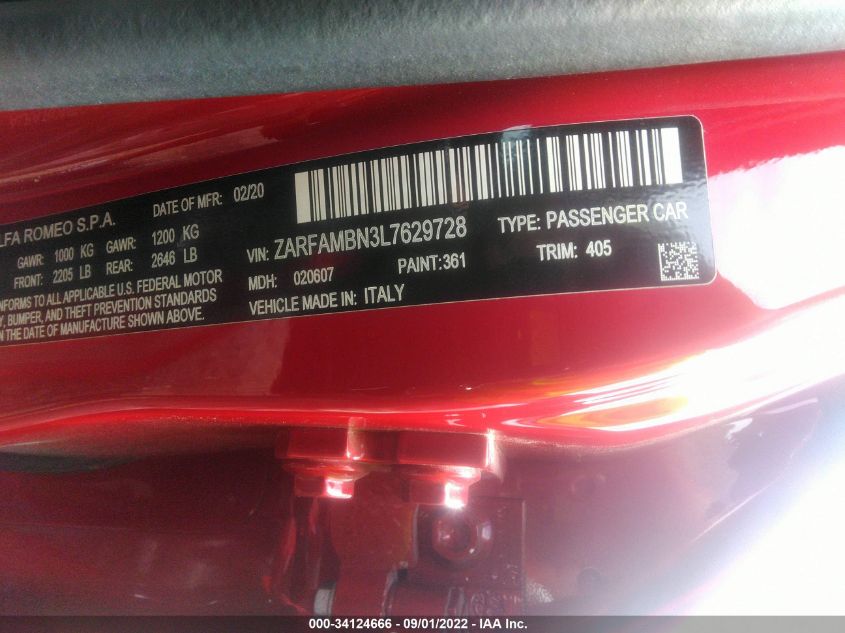 LFA ROMEO S.P.A. DATE OF MFR: 02/20
GAWR: 1000 KG GAWR: 1200 KG
FRONT: 2205 LB REAR: 2646 LB
NFORMS TO ALL APPLICABLE U.S. FEDERAL MOTOR
Y, BUMPER, AND THEFT PREVENTION STANDARDS
N THE DATE OF MANUFACTURE SHOWN ABOVE.
VIN: ZARFAMBN3L7629728 TYPE: PASSENGER CAR
MDH: 020607 PAINT:361 TRIM: 405
VEHICLE MADE IN: ITALY
000-34124666 - 09/01/2022 - IAA Inc.